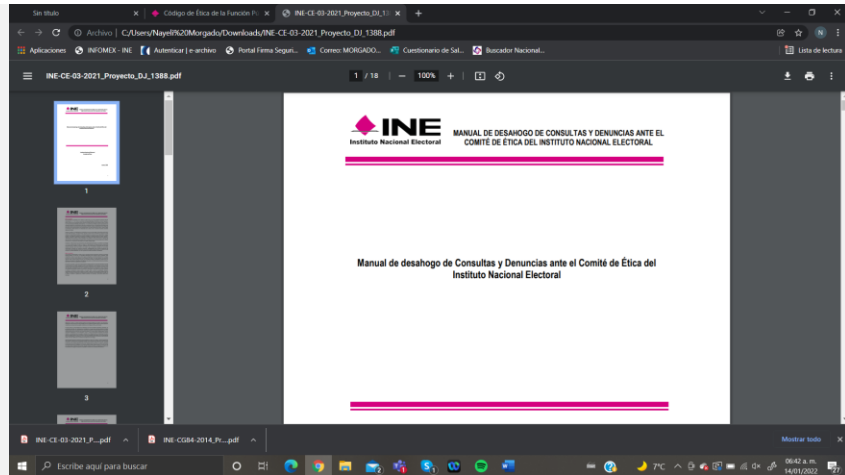 Sin título
Código de Ética de la Función Pú
INE-CE-03-2021_Proyecto_DJ_13
Archivo | C:/Users/Nayeli%20Morgado/Downloads/INE-CE-03-2021_Proyecto_DJ_1388.pdf
N
Aplicaciones INFOMEX - INE Autenticar | e-archivo Portal Firma Seguri... Correo: MORGADO... Cuestionario de Sal... Buscador Nacional... Lista de lectura
INE-CE-03-2021_Proyecto_DJ_1388.pdf 1 / 18 — 100% +
INE
Instituto Nacional Electoral
MANUAL DE DESAHOGO DE CONSULTAS Y DENUNCIAS ANTE EL
COMITÉ DE ÉTICA DEL INSTITUTO NACIONAL ELECTORAL
Manual de desahogo de Consultas y Denuncias ante el Comité de Ética del
Instituto Nacional Electoral
1
2
3
INE-CE-03-2021_P....pdf INE-CG84-2014_Pr....pdf Mostrar todo
Escribe aquí para buscar
7°C
06:42 a. m.
14/01/2022